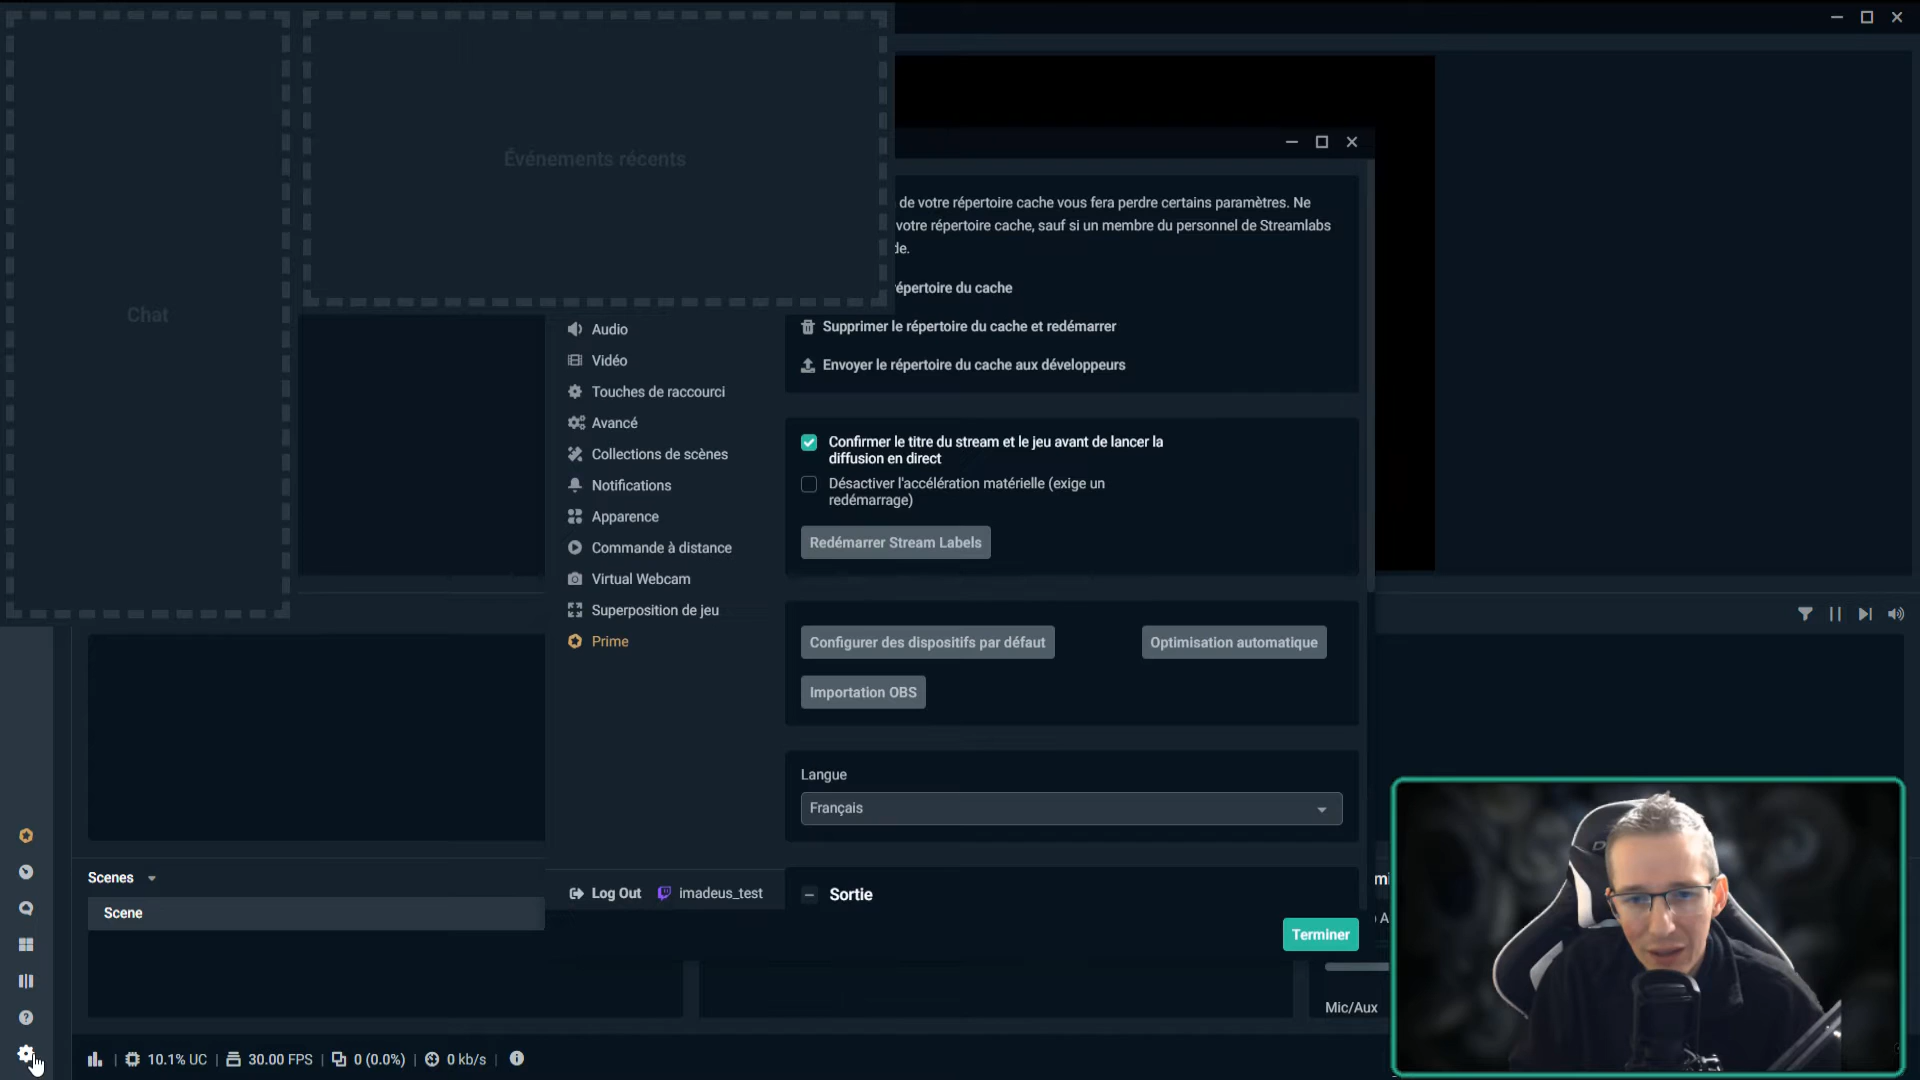 Événements récents
Chat
de votre répertoire cache vous fera perdre certains paramètres. Ne
votre répertoire cache, sauf si un membre du personnel de Streamlabs
de.
épertoire du cache
Supprimer le répertoire du cache et redémarrer
Envoyer le répertoire du cache aux développeurs
Audio
Vidéo
Touches de raccourci
Avancé
Collections de scènes
Notifications
Apparence
Commande à distance
Virtual Webcam
Superposition de jeu
Prime
Confirmer le titre du stream et le jeu avant de lancer la
diffusion en direct
Désactiver l'accélération matérielle (exige un
redémarrage)
Redémarrer Stream Labels
Configurer des dispositifs par défaut
Optimisation automatique
Importation OBS
Langue
Français
Log Out
imadeus_test
Sortie
Terminer
Scenes
Scene
mi
A
Mic/Aux
10.1% UC
30.00 FPS
0 (0.0%)
0 kb/s